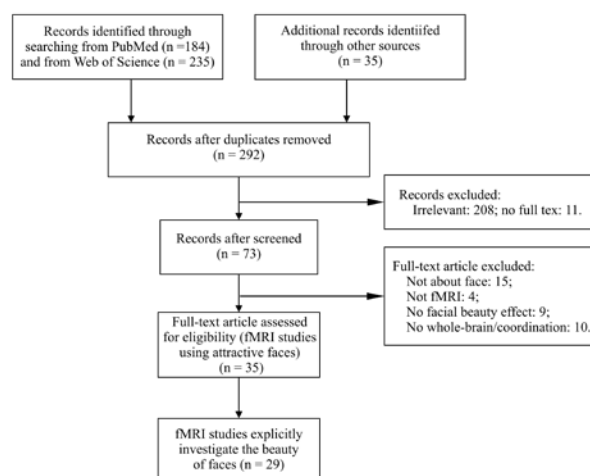 Records identified through
searching from PubMed (n =184)
and from Web of Science (n = 235)
Additional records identiifed
through other sources
(n = 35)
Records after duplicates removed
(n = 292)
Records excluded:
Irrelevant: 208; no full tex: 11.
Records after screened
(n = 73)
Full-text article excluded:
Not about face: 15;
Not fMRI: 4;
No facial beauty effect: 9;
No whole-brain/coordination: 10.
Full-text article assessed
for eligibility (fMRI studies
using attractive faces)
(n = 35)
fMRI studies explicitly
investigate the beauty
of faces (n = 29)